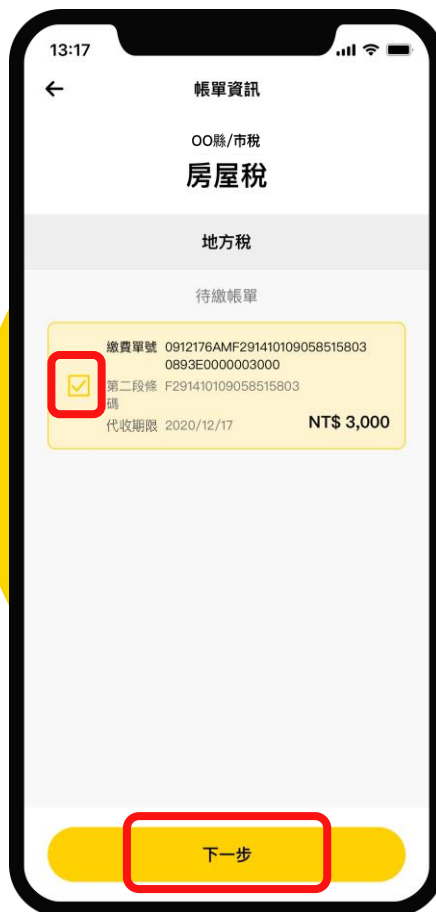 13:17
帳單資訊
OO縣/市稅
房屋稅
地方稅
待繳帳單
繳費單號 0912176AMF291410109058515803
0893E0000003000
第二段條 F291410109058515803
碼
代收期限 2020/12/17 NT$ 3,000
下一步